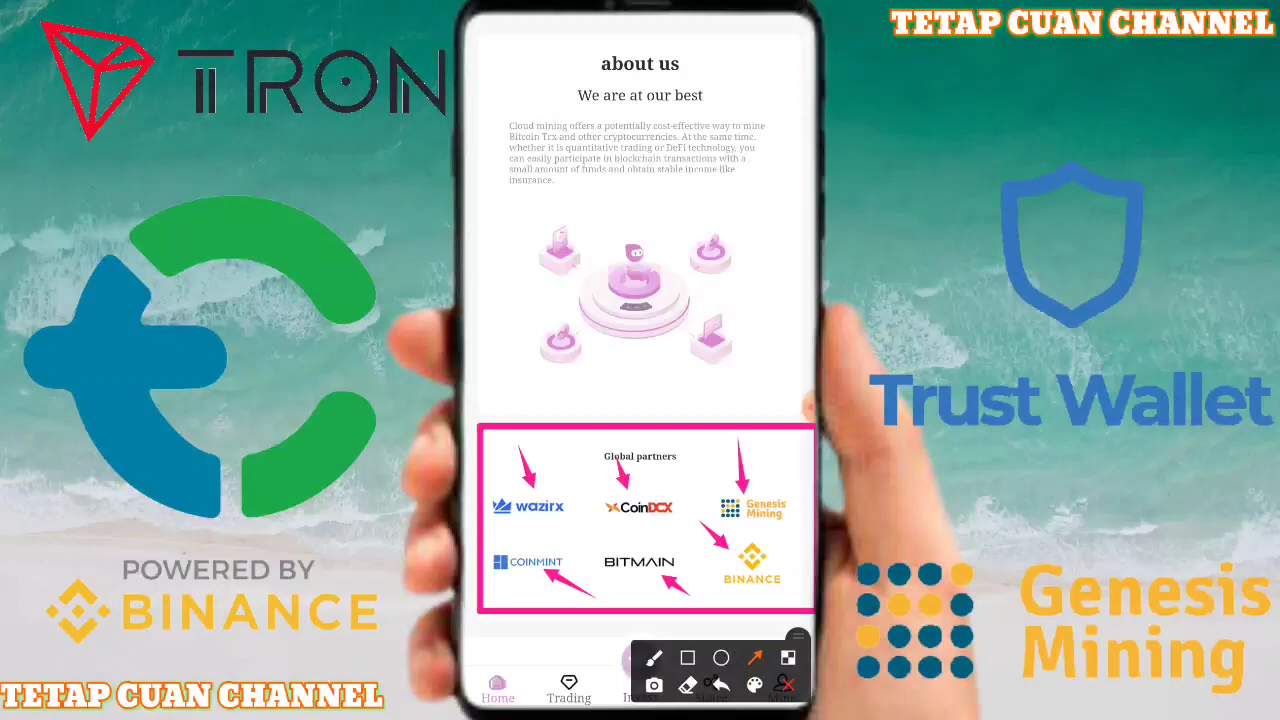 TETAP CUAN CHANNEL
TRON
about us
We are at our best
Cloud mining offers a potentially cost-effective way to mine
Bitcoin Trx and other cryptocurrencies. At the same time,
whether it is quantitative trading or DeFi technology, you
can easily participate in blockchain transactions with a
small amount of funds and obtain stable income like
insurance.
Trust Wallet
Global partners
wazirx
CoinDCX
Genesis
Mining
COINMINT
BITMAIN
BINANCE
POWERED BY
BINANCE
Genesis
Mining
Home
Trading
TETAP CUAN CHANNEL